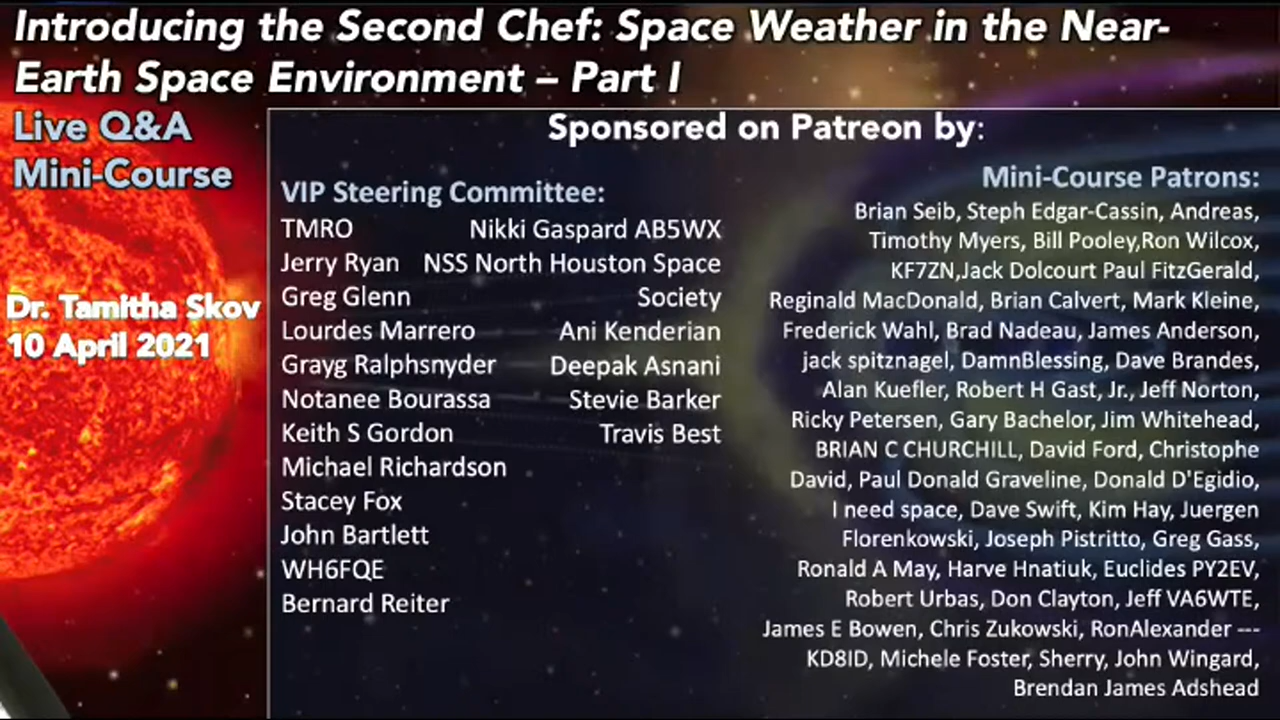 Introducing the Second Chef: Space Weather in the Near-
Earth Space Environment – Part I
Live Q&A
Mini-Course
Dr. Tamitha Skov
10 April 2021
Sponsored on Patreon by:
VIP Steering Committee:
TMRO
Jerry Ryan
Greg Glenn
Lourdes Marrero
Grayg Ralphsnyder
Notanee Bourassa
Keith S Gordon
Michael Richardson
Stacey Fox
John Bartlett
WH6FQE
Bernard Reiter
Nikki Gaspard AB5WX
NSS North Houston Space
Society
Ani Kenderian
Deepak Asnani
Stevie Barker
Travis Best
Mini-Course Patrons:
Brian Seib, Steph Edgar-Cassin, Andreas,
Timothy Myers, Bill Pooley,Ron Wilcox,
KF7ZN,Jack Dolcourt Paul FitzGerald,
Reginald MacDonald, Brian Calvert, Mark Kleine,
Frederick Wahl, Brad Nadeau, James Anderson,
jack spitznagel, DamnBlessing, Dave Brandes,
Alan Kuefler, Robert H Gast, Jr., Jeff Norton,
Ricky Petersen, Gary Bachelor, Jim Whitehead,
BRIAN C CHURCHILL, David Ford, Christophe
David, Paul Donald Graveline, Donald D'Egidio,
I need space, Dave Swift, Kim Hay, Juergen
Florenkowski, Joseph Pistritto, Greg Gass,
Ronald A May, Harve Hnatiuk, Euclides PY2EV,
Robert Urbas, Don Clayton, Jeff VA6WTE,
James E Bowen, Chris Zukowski, RonAlexander ---
KD8ID, Michele Foster, Sherry, John Wingard,
Brendan James Adshead